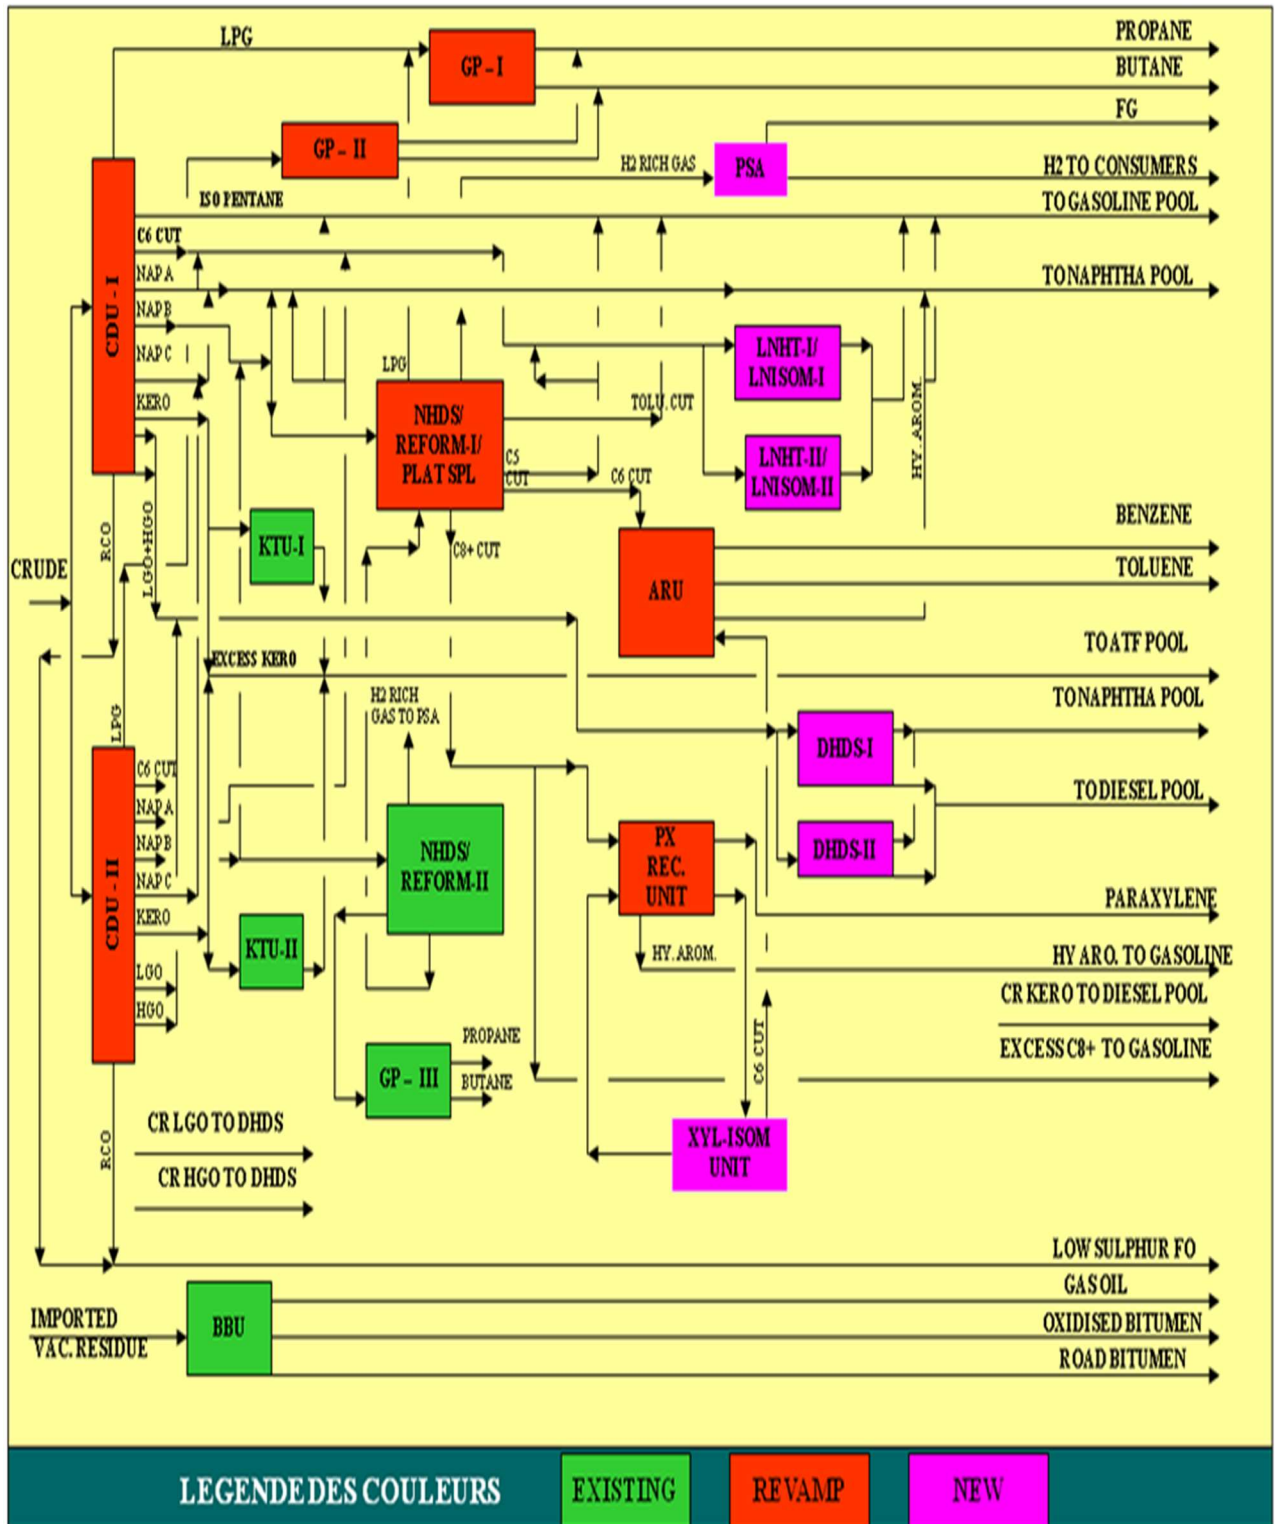 LPG
PROPANE
GP – I
BUTANE
FG
GP – II
H2 RICH GAS
PSA
H2 TO CONSUMERS
ISO PENTANE
TO GASOLINE POOL
C6 CUT
NAP A
TO NAPHTHA POOL
CDU - I
NAP B
NAP C
KERO
LPG
NHDS/
REFORM-I/
PLAT SPL
TOLU. CUT
C5
CUT
C6 CUT
LNHT-I/
LNISOM-I
LNHT-II/
LNISOM-II
HY. AROM.
RCO
LGO+HGO
KTU-I
C8+ CUT
CRUDE
ARU
BENZENE
TOLUENE
TO ATF POOL
EXCESS KERO
H2 RICH
GAS TO PSA
TO NAPHTHA POOL
LPG
DHDS-I
TO DIESEL POOL
DHDS-II
CDU - II
C6 CUT
NAP A
NAP B
NAP C
KERO
LGO
HGO
NHDS/
REFORM-II
KTU-II
PX
REC.
UNIT
PARAXYLENE
HY. AROM.
HY ARO. TO GASOLINE
CR KERO TO DIESEL POOL
EXCESS C8+ TO GASOLINE
GP – III
PROPANE
BUTANE
C6 CUT
RCO
CR LGO TO DHDS
CR HGO TO DHDS
XYL-ISOM
UNIT
LOW SULPHUR FO
GAS OIL
IMPORTED
VAC. RESIDUE
BBU
OXIDISED BITUMEN
ROAD BITUMEN
LEGENDE DES COULEURS
EXISTING
REVAMP
NEW